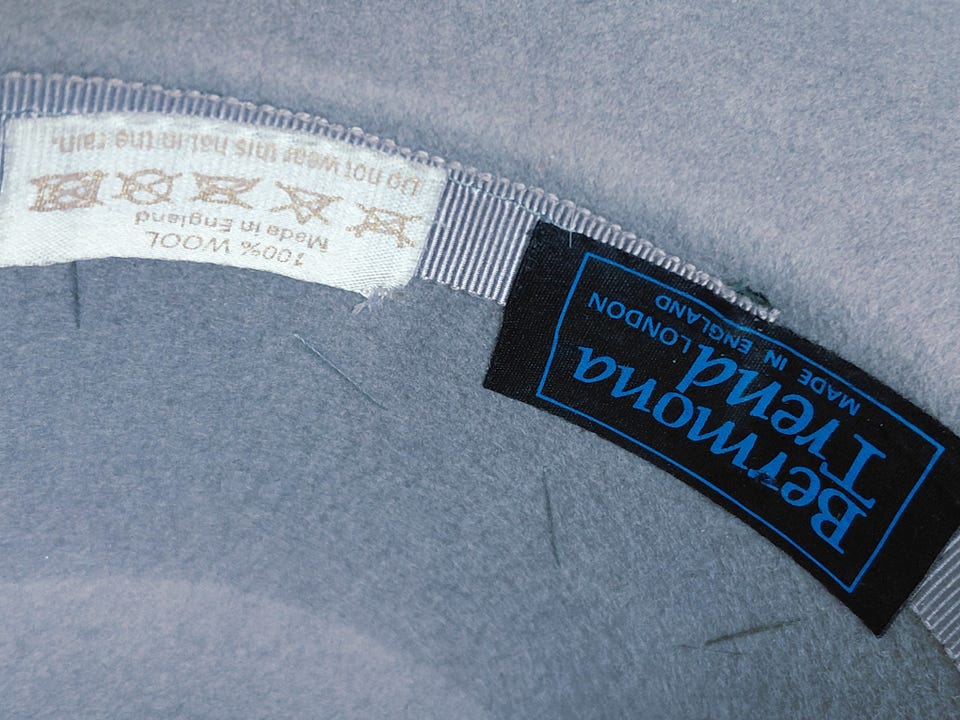 100% WOOL
Made in England
Do not wear this hat in the rain.
Bermona
Trend LONDON
MADE IN ENGLAND